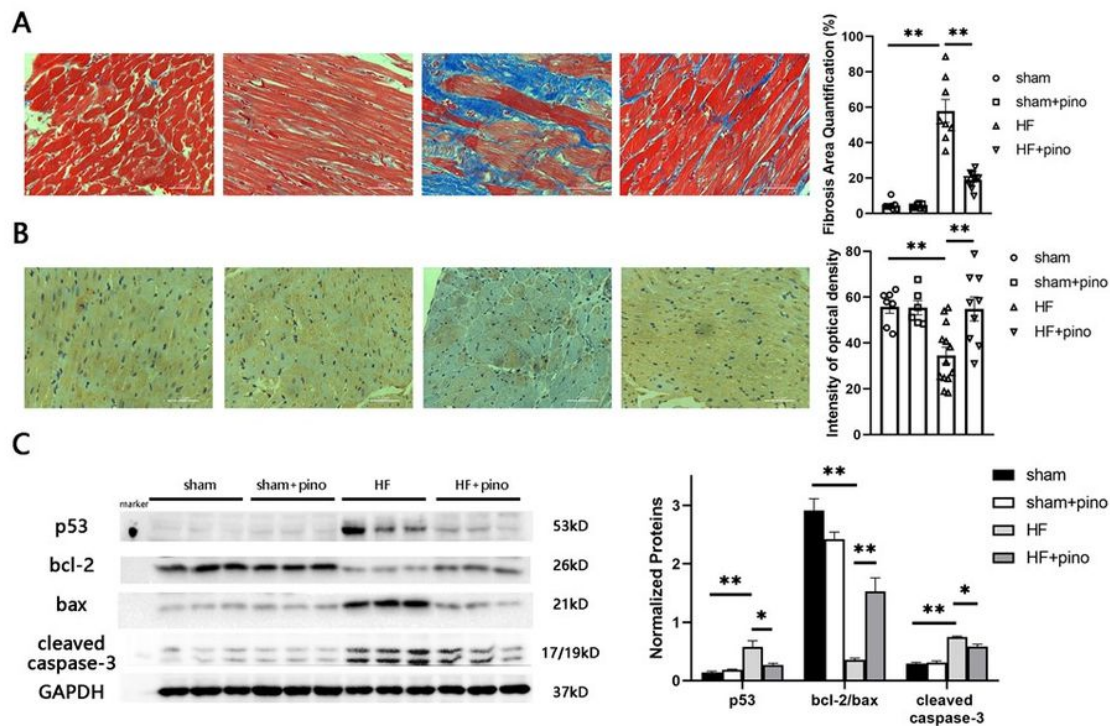 A
Fibrosis Area Quantification (%)
100
80
60
40
20
0
** **
sham
sham+pino
HF
HF+pino
B
Intensity of optical density
80
60
40
20
0
** **
sham
sham+pino
HF
HF+pino
C
marker
sham sham+pino HF HF+pino
p53 53kD
bcl-2 26kD
bax 21kD
cleaved
caspase-3 17/19kD
GAPDH 37kD
Normalized Proteins
3
2
1
0
** * ** ** ** *
p53 bcl-2/bax cleaved
caspase-3
sham
sham+pino
HF
HF+pino